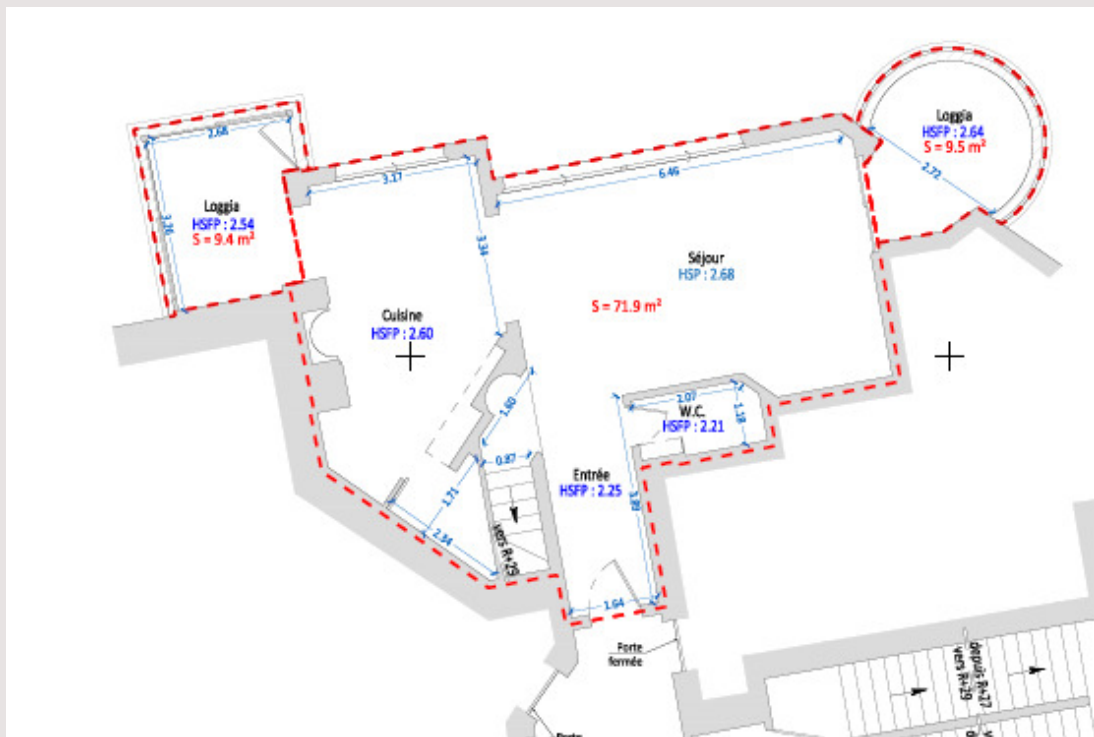 Loggia
HSFP : 2.64
S = 9.5 m²
2.72
2.68
Loggia
HSFP : 2.54
S = 9.4 m²
3.26
3.17
6.46
3.34
Séjour
HSP : 2.68
S = 71.9 m²
Cuisine
HSFP : 2.60
1.60
2.07
W.C.
HSFP : 2.21
1.18
0.87
Entrée
HSFP : 2.25
3.89
1.71
2.34
vers R+29
1.64
Porte
fermée
depuis R+27
vers R+29
Porte